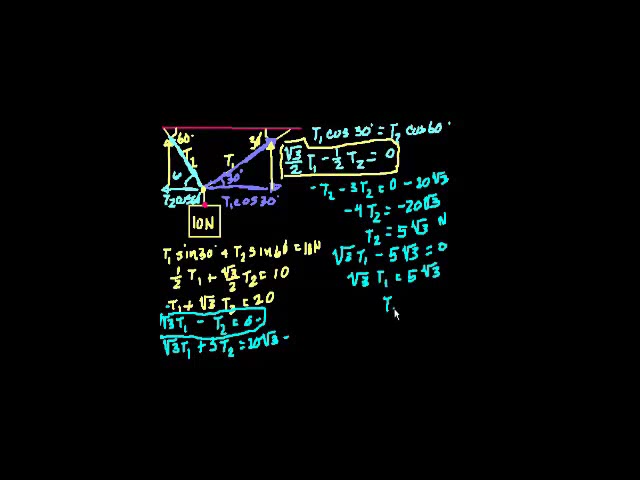 60°
30°
T₂
T₁
30°
T₁cos30°
10N
T₁ sin30° + T₂ sin60° = 10N
1/2 T₁ + √3/2 T₂ = 10
T₁ + √3 T₂ = 20
√3T₁ - T₂ = 0
√3T₁ + 3T₂ = 20√3
T₁ cos 30° = T₂ cos 60°
√3/2 T₁ - 1/2 T₂ = 0
-T₂ - 3T₂ = 0 - 20√3
-4T₂ = -20√3
T₂ = 5√3 N
√3 T₁ - 5√3 = 0
√3 T₁ = 5√3
T₁